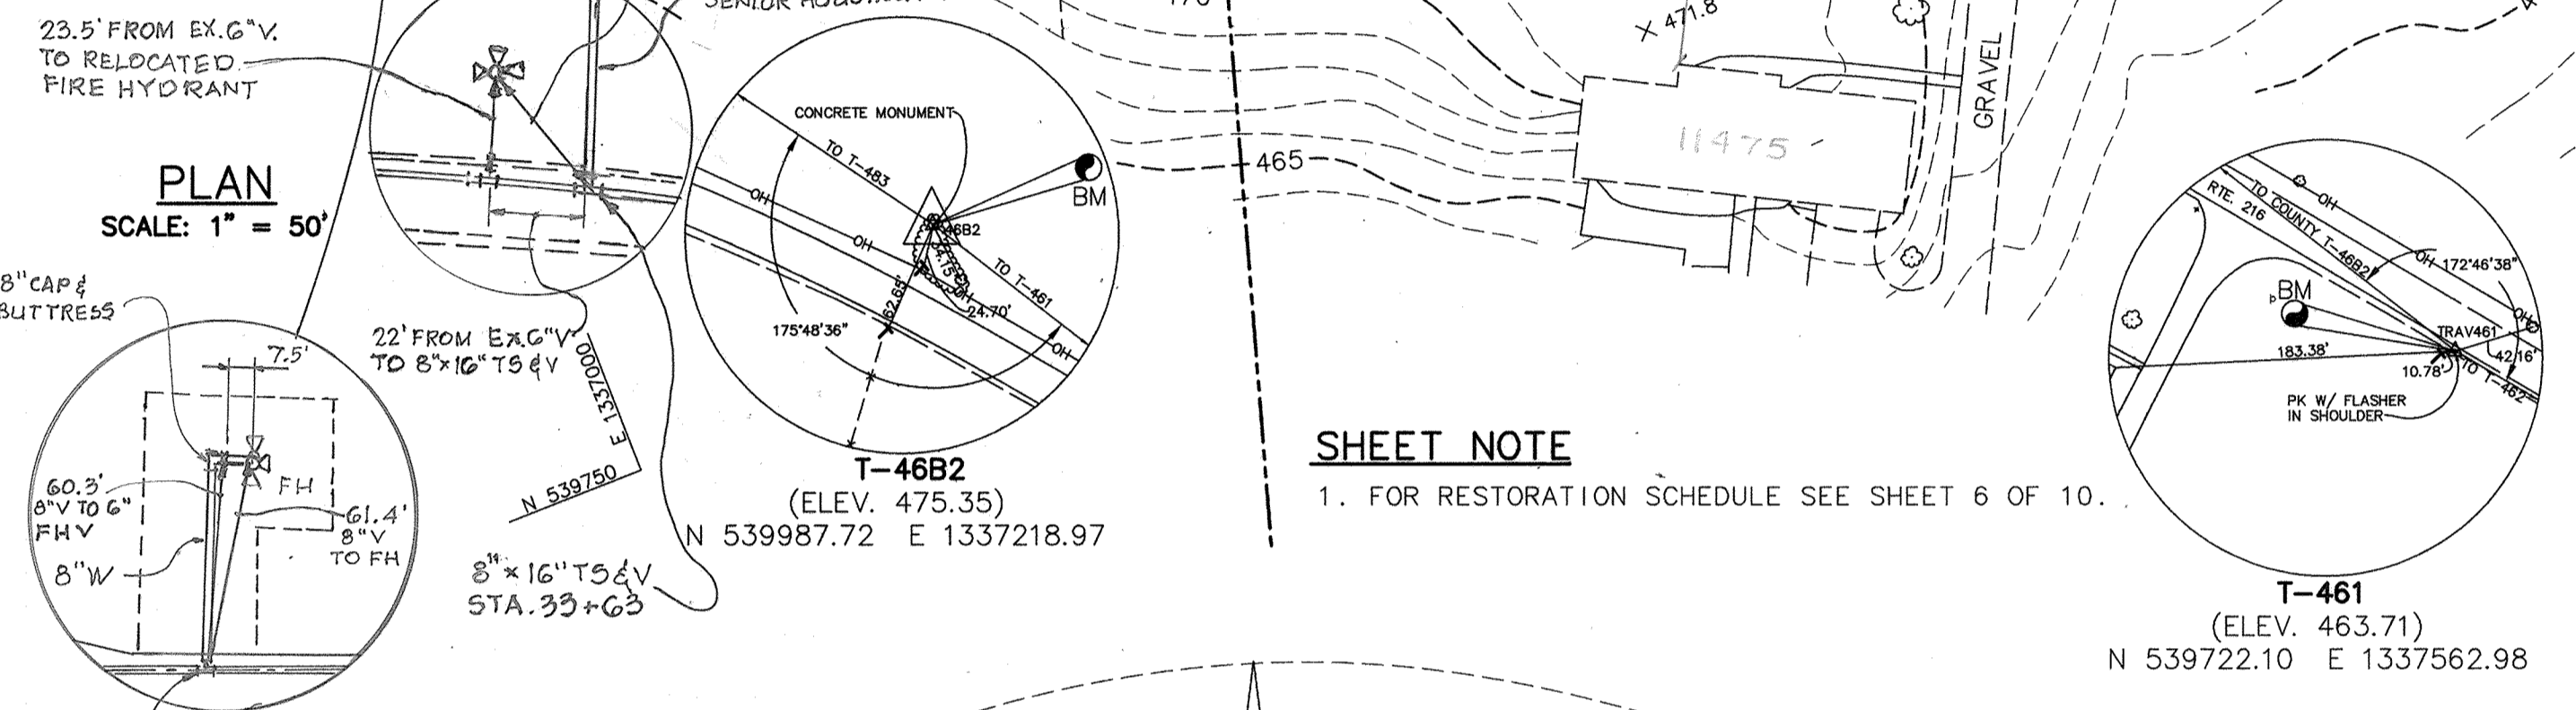 23.5' FROM EX.6"V.
TO RELOCATED
FIRE HYDRANT
PLAN
SCALE: 1" = 50'
8" CAP &
BUTTRESS
7.5'
60.3'
8"V TO 6"
FHV
8"W
FH
61.4'
8"V
TO FH
22' FROM EX.6"V
TO 8"x16" TS & V
E 1337000
N 539750
8"x 16" TS & V
STA. 33+63
CONCRETE MONUMENT
TO T-483
OH
OH
OH
OH
46B2
BM
TO T-461
62.65'
24.70'
175°48'36"
T-46B2
(ELEV. 475.35)
N 539987.72 E 1337218.97
465
X 471.8
11475
GRAVEL
SHEET NOTE
1. FOR RESTORATION SCHEDULE SEE SHEET 6 OF 10.
RTE. 216
TO COUNTY T-46B2
OH
OH
OH
172°46'38"
BM
TRAV461
183.38'
42.16'
10.78'
TO T-462
PK W/ FLASHER
IN SHOULDER
T-461
(ELEV. 463.71)
N 539722.10 E 1337562.98